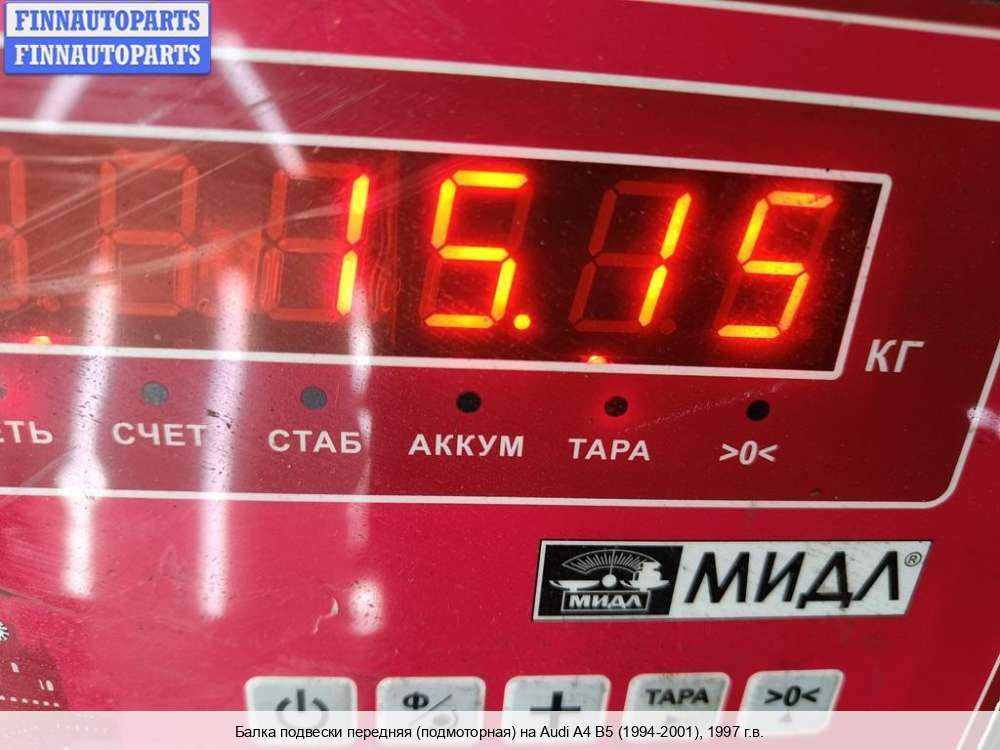 FINNAUTOPARTS
FINNAUTOPARTS
15.15
КГ
СЧЕТ СТАБ АККУМ ТАРА >0<
МИДЛ МИДЛ®
Ф ТАРА >0<
Балка подвески передняя (подмоторная) на Audi A4 B5 (1994-2001), 1997 г.в.